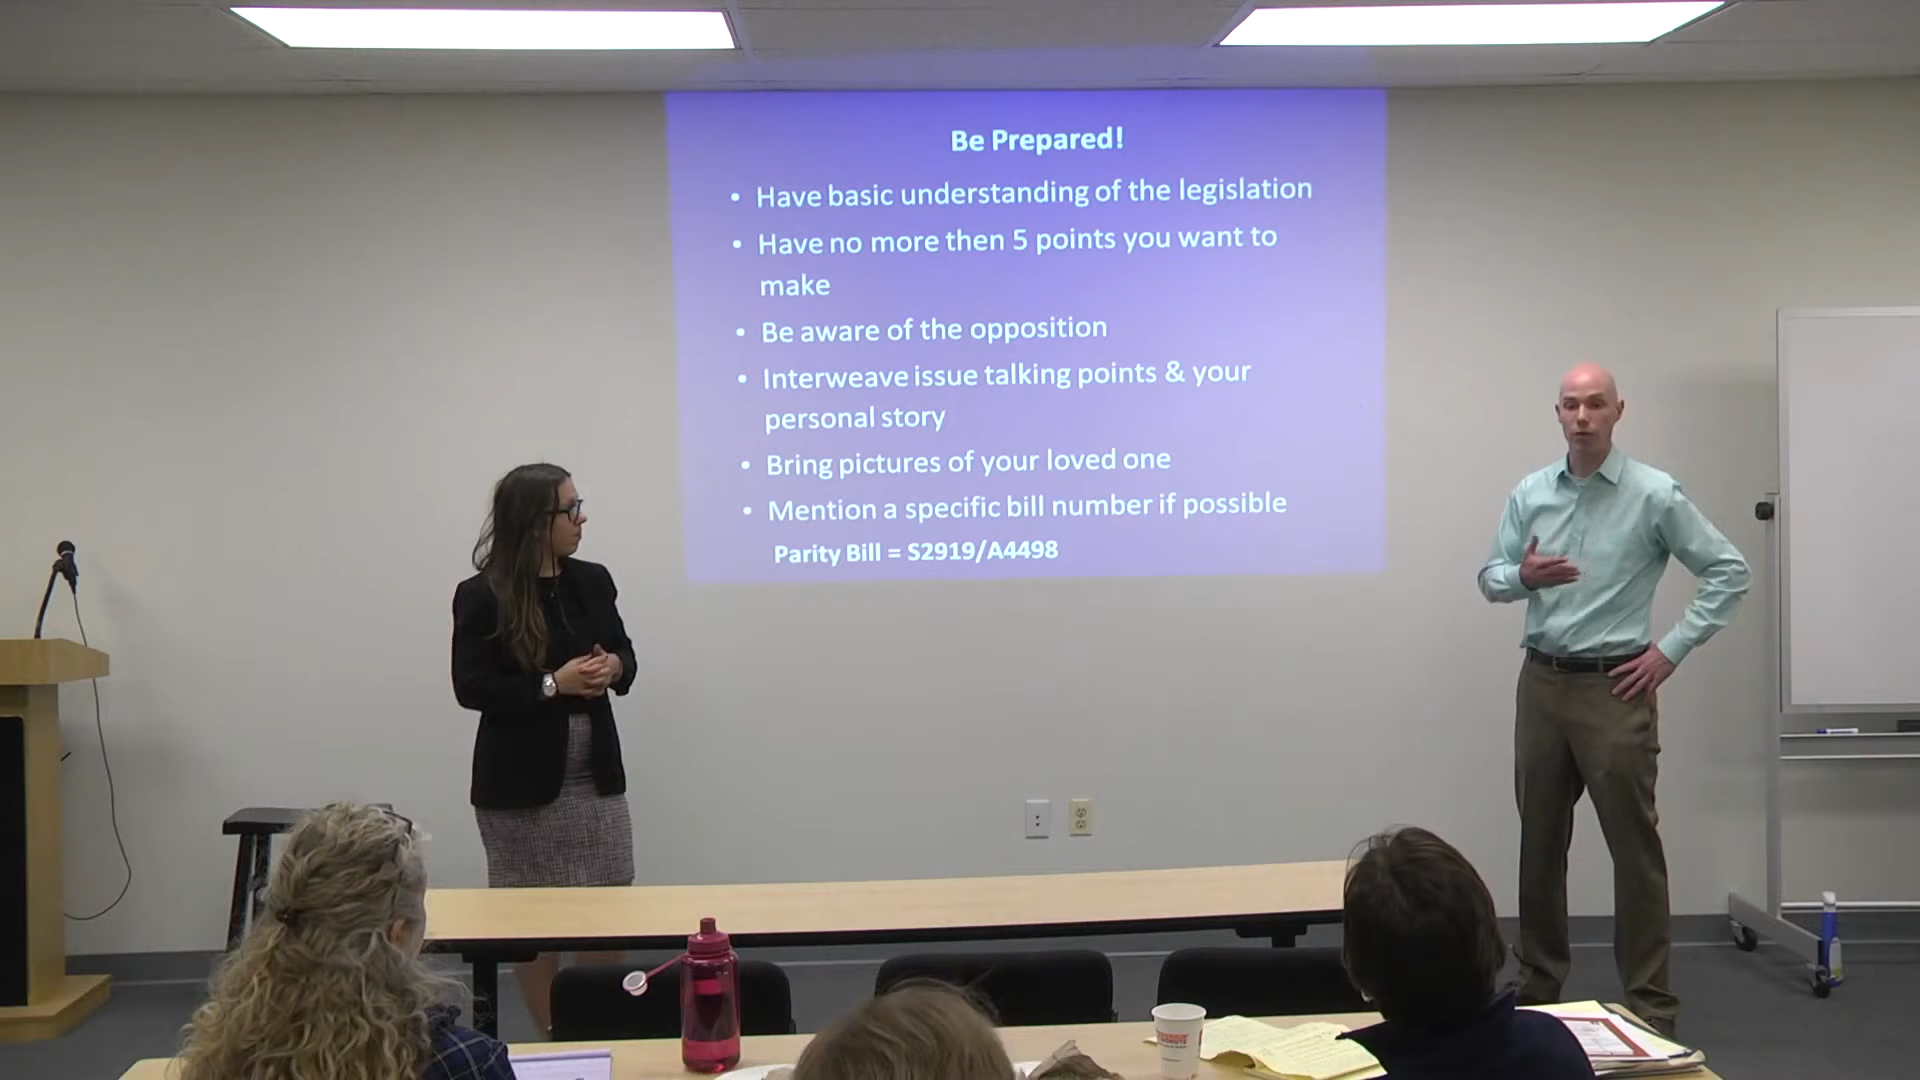 Be Prepared!
• Have basic understanding of the legislation
• Have no more then 5 points you want to
make
• Be aware of the opposition
• Interweave issue talking points & your
personal story
• Bring pictures of your loved one
• Mention a specific bill number if possible
Parity Bill = S2919/A4498